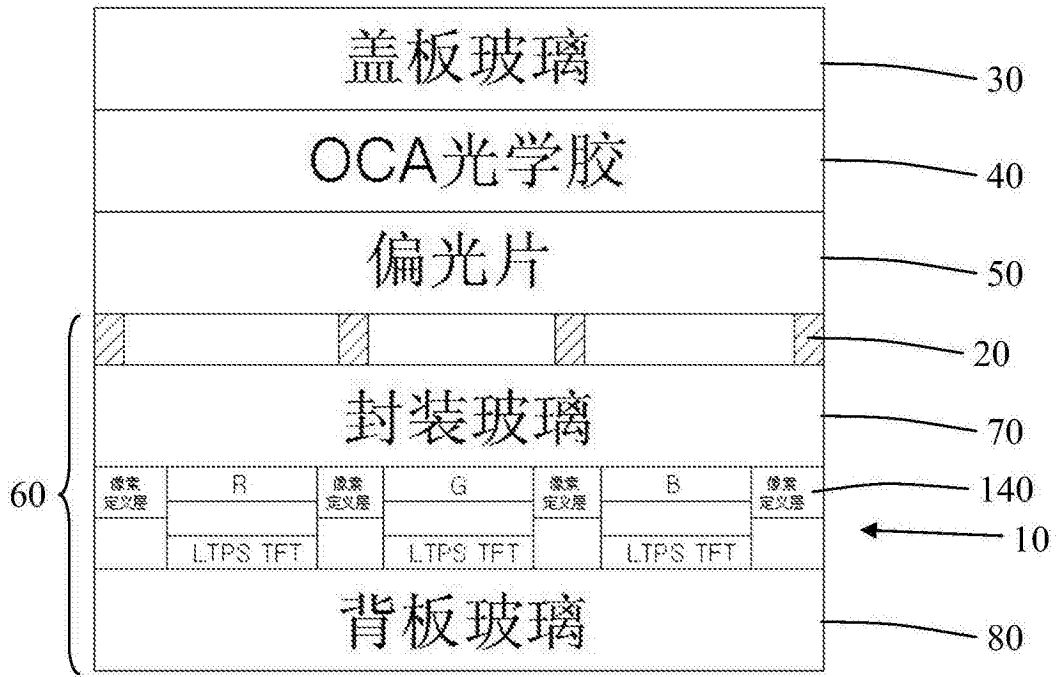 盖板玻璃 30
OCA光学胶 40
偏光片 50
20
封装玻璃 70
60
像素 R 像素 G 像素 B 像素 140
定义层 定义层 定义层 定义层
10
LTPS TFT LTPS TFT LTPS TFT
背板玻璃 80